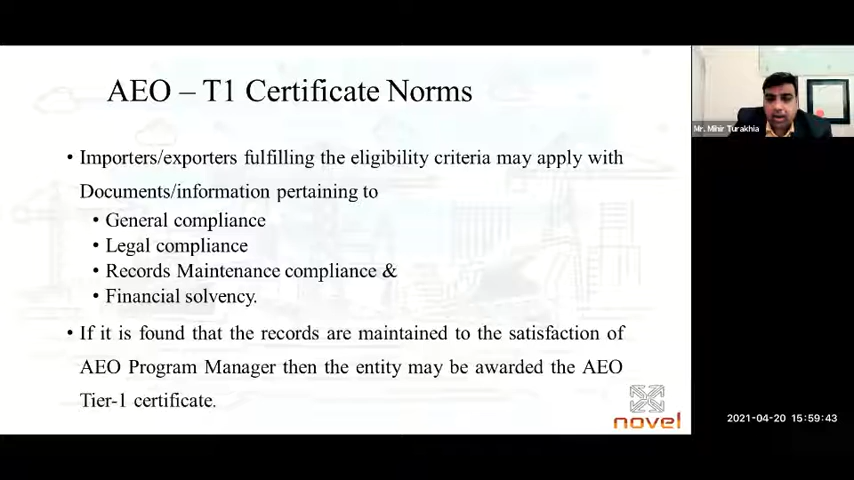 AEO – T1 Certificate Norms
• Importers/exporters fulfilling the eligibility criteria may apply with
Documents/information pertaining to
• General compliance
• Legal compliance
• Records Maintenance compliance &
• Financial solvency.
• If it is found that the records are maintained to the satisfaction of
AEO Program Manager then the entity may be awarded the AEO
Tier-1 certificate.
novel
Mr. Mihir Turakhia
2021-04-20 15:59:43